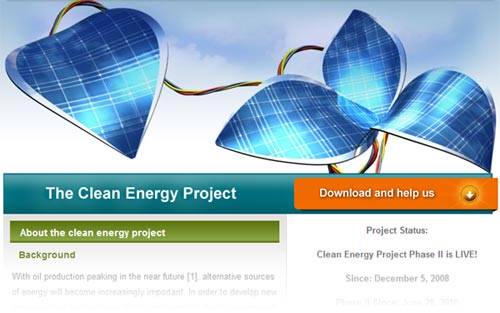 The Clean Energy Project
Download and help us
About the clean energy project
Background
With oil production peaking in the near future [1], alternative sources
of energy will become increasingly important. In order to develop new
Project Status:
Clean Energy Project Phase II is LIVE!
Since: December 5, 2008
Phase II Since: June 28, 2010